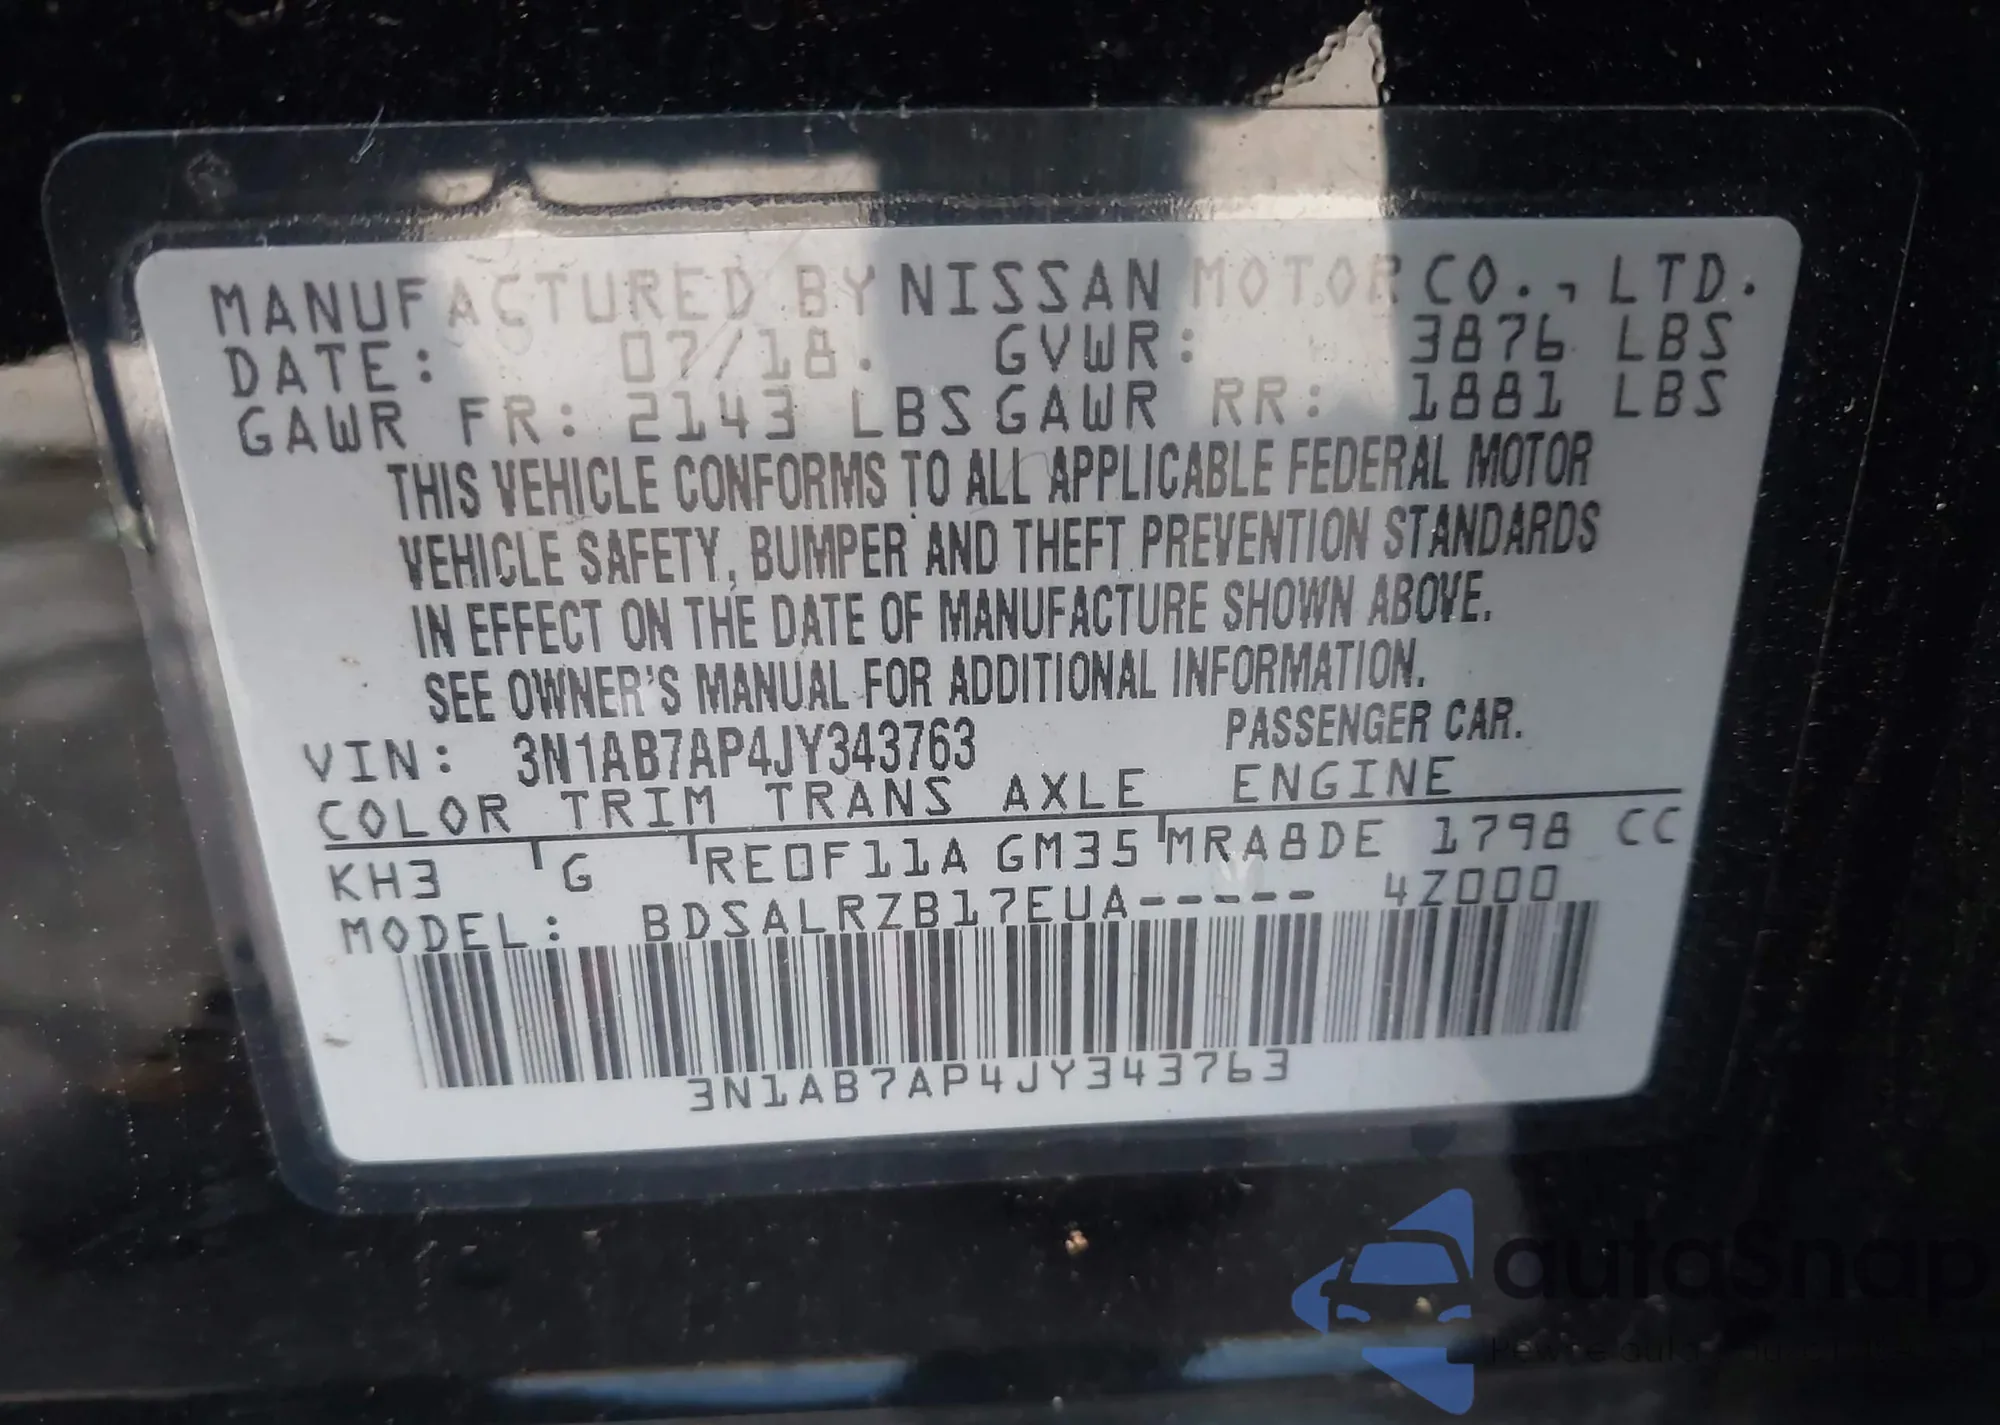 MANUFACTURED BY NISSAN MOTOR CO., LTD.
DATE: 07/18. GVWR: 3876 LBS
GAWR FR: 2143 LBS GAWR RR: 1881 LBS
THIS VEHICLE CONFORMS TO ALL APPLICABLE FEDERAL MOTOR
VEHICLE SAFETY, BUMPER AND THEFT PREVENTION STANDARDS
IN EFFECT ON THE DATE OF MANUFACTURE SHOWN ABOVE.
SEE OWNER'S MANUAL FOR ADDITIONAL INFORMATION.
VIN: 3N1AB7AP4JY343763 PASSENGER CAR.
COLOR TRIM TRANS AXLE ENGINE
KH3 G RE0F11A GM35 MRA8DE 1798 CC
MODEL: BDSALRZB17EUA----- 4Z000
3N1AB7AP4JY343763
autaSnap